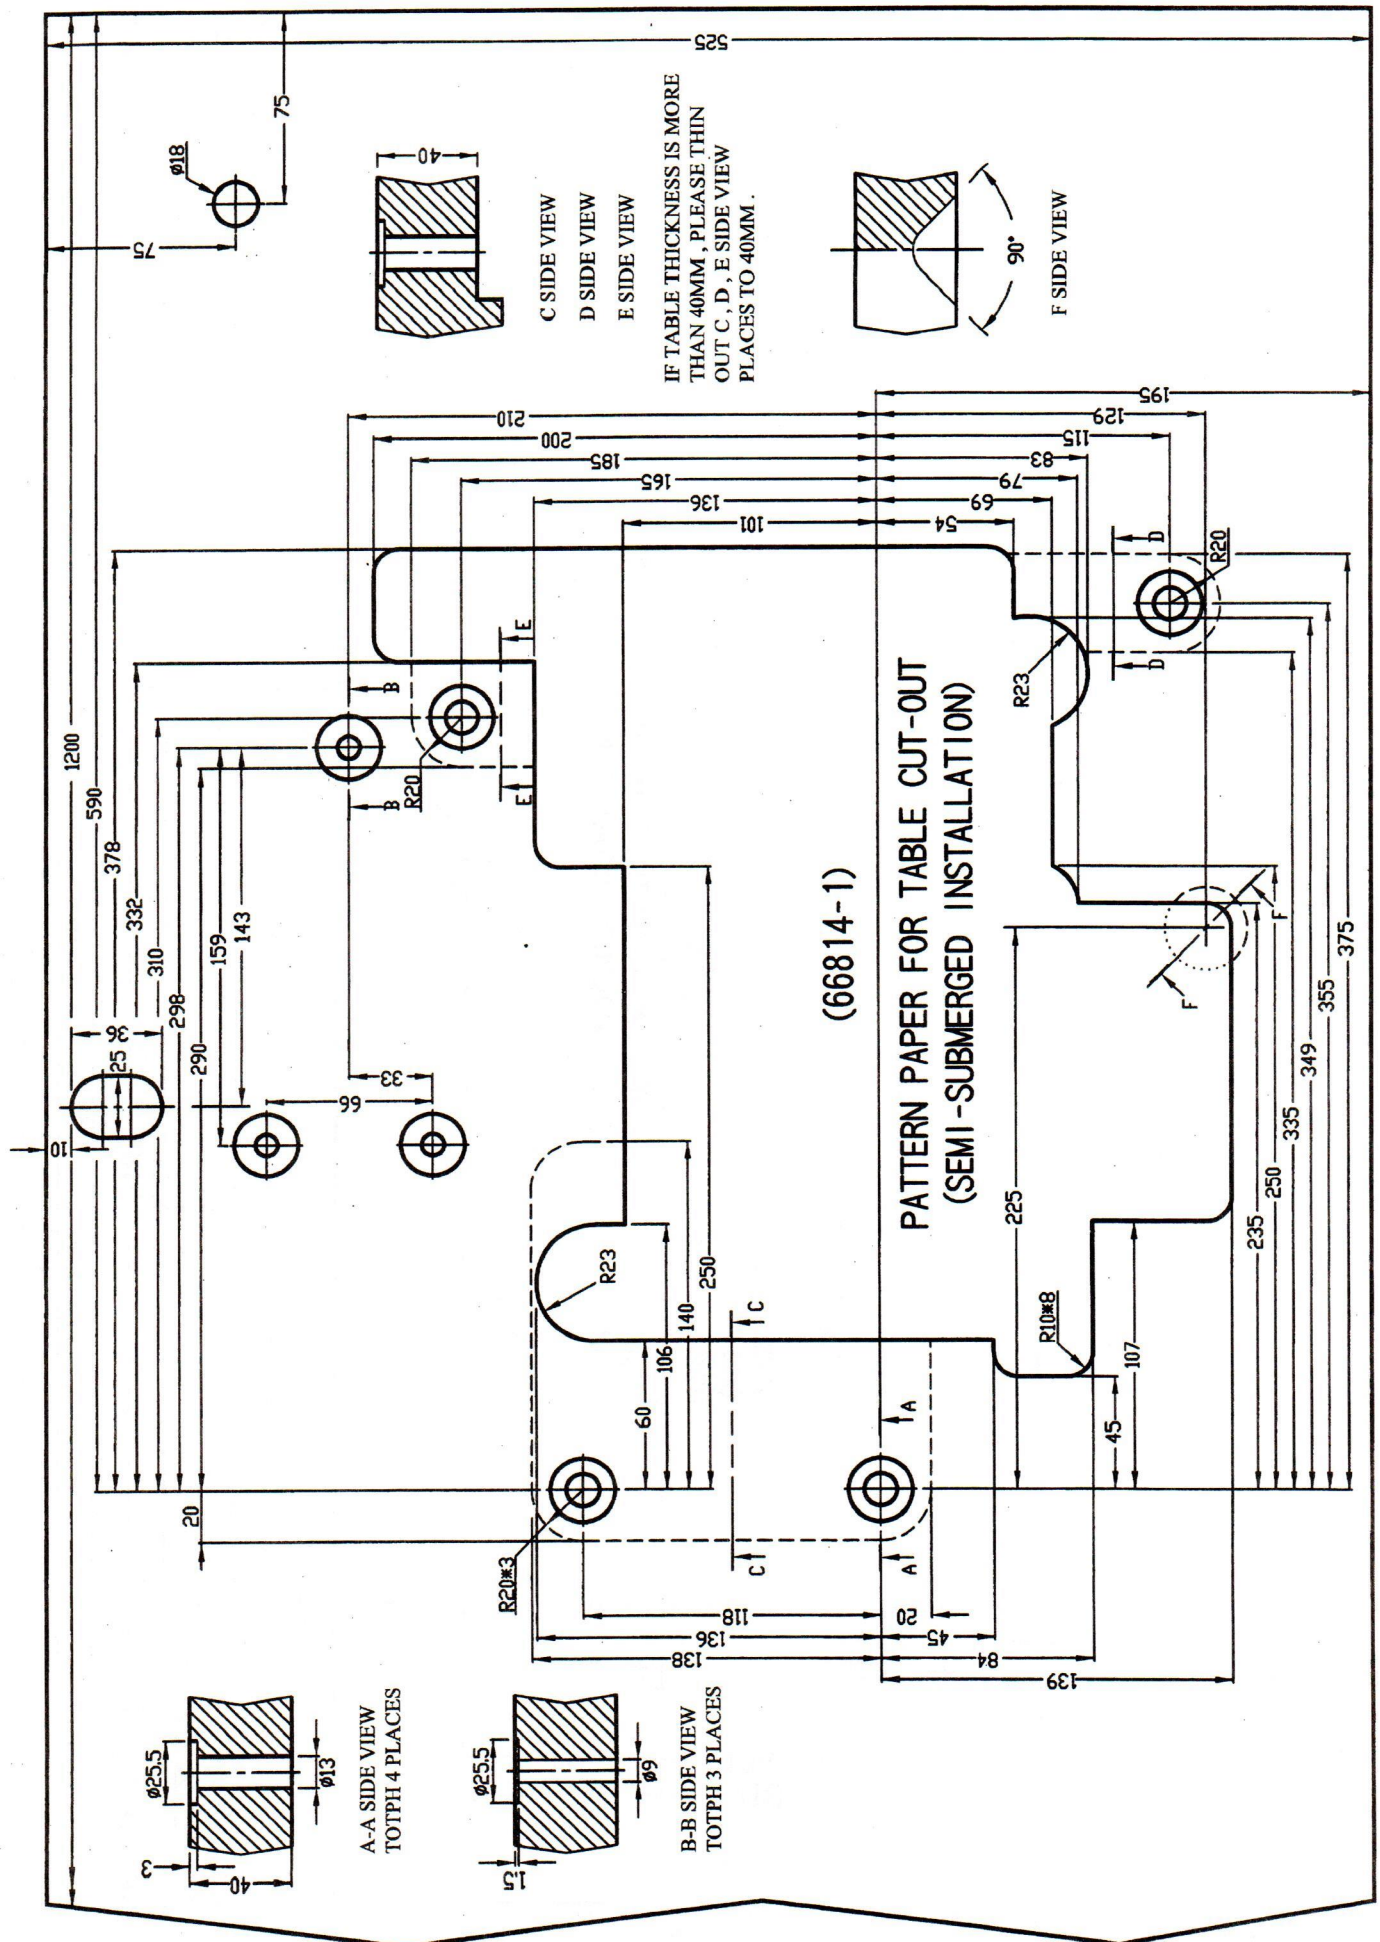 525
1200
590
75
75
ø18
40
C SIDE VIEW
D SIDE VIEW
E SIDE VIEW
IF TABLE THICKNESS IS MORE
THAN 40MM , PLEASE THIN
OUT C , D , E SIDE VIEW
PLACES TO 40MM .
90°
F SIDE VIEW
195
210
129
200
115
185
83
165
79
136
69
101
54
378
332
310
298
290
159
143
36
25
10
66
33
20
B
B
E
E
R20
D
D
R20
R23
R23
(66814-1)
PATTERN PAPER FOR TABLE CUT-OUT
(SEMI-SUBMERGED INSTALLATION)
F
F
225
250
140
106
60
C
C
A
A
R10*8
107
45
235
250
335
349
355
375
R20*3
118
20
136
45
138
84
139
ø25.5
3
40
ø13
A-A SIDE VIEW
TOTPH 4 PLACES
ø25.5
1.5
ø9
B-B SIDE VIEW
TOTPH 3 PLACES